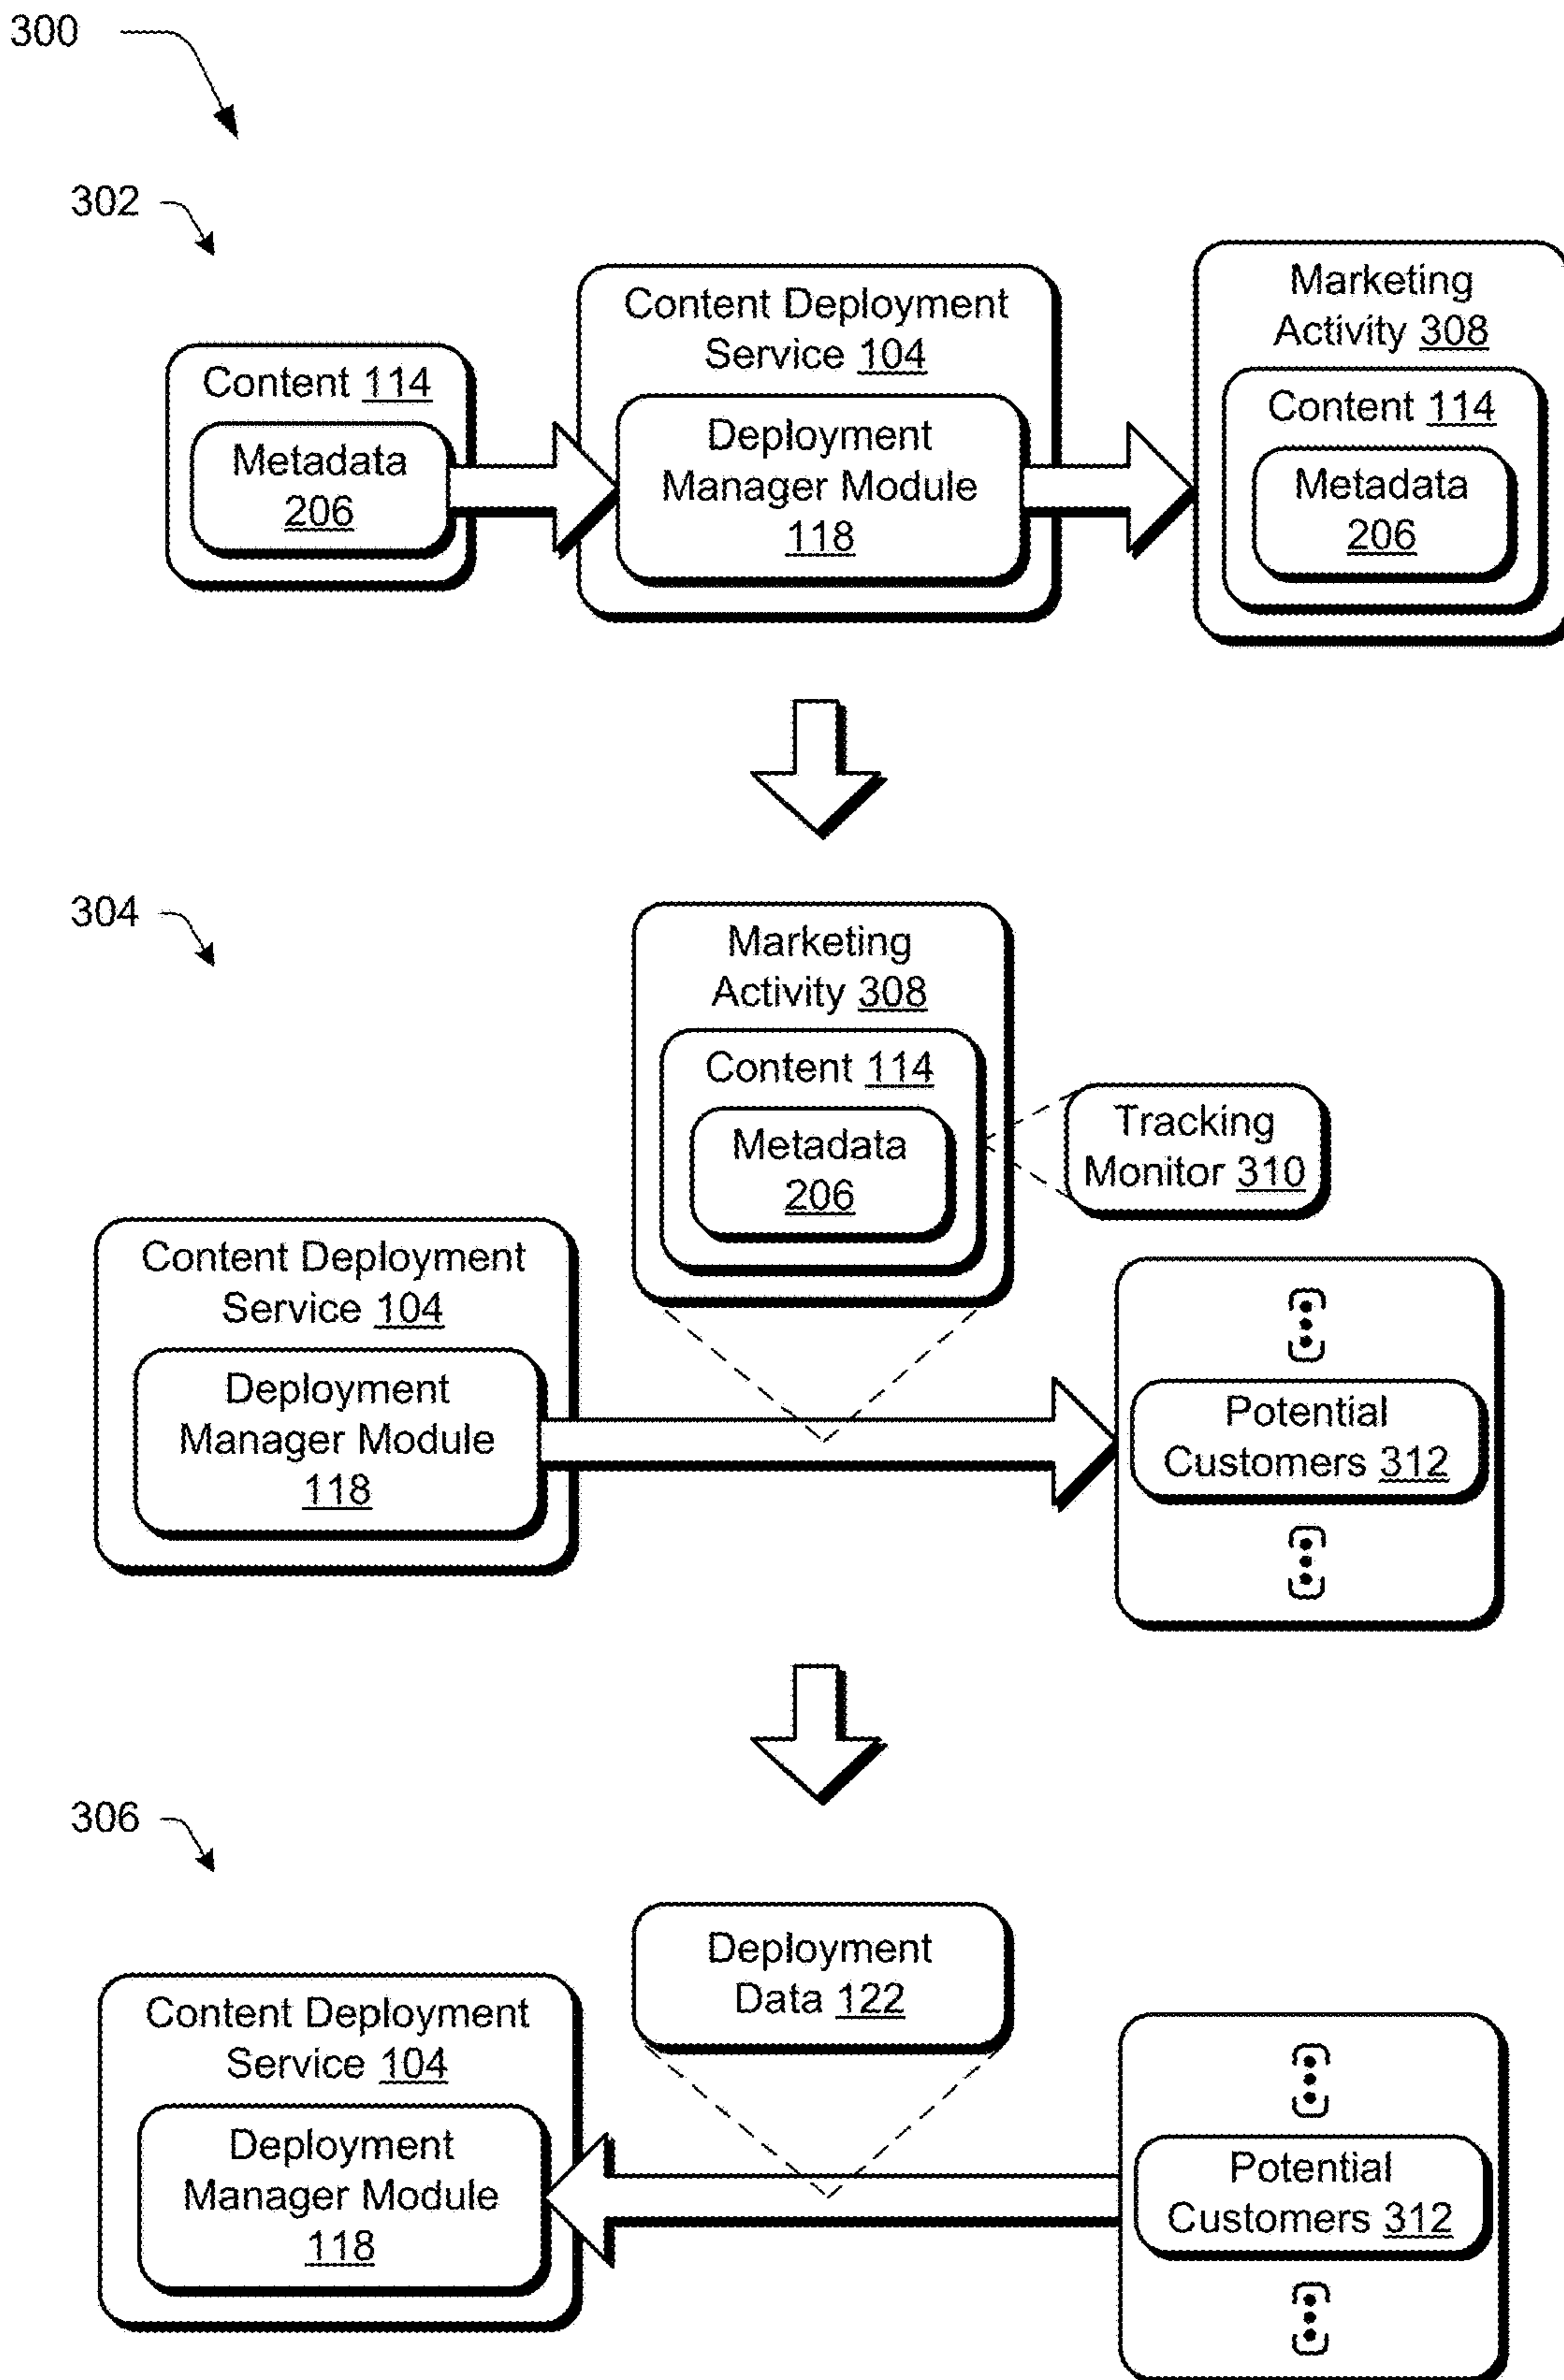 300
302
Content 114
Metadata
206
Content Deployment
Service 104
Deployment
Manager Module
118
Marketing
Activity 308
Content 114
Metadata
206
304
Marketing
Activity 308
Content 114
Metadata
206
Tracking
Monitor 310
Content Deployment
Service 104
Deployment
Manager Module
118
Potential
Customers 312
306
Deployment
Data 122
Content Deployment
Service 104
Deployment
Manager Module
118
Potential
Customers 312